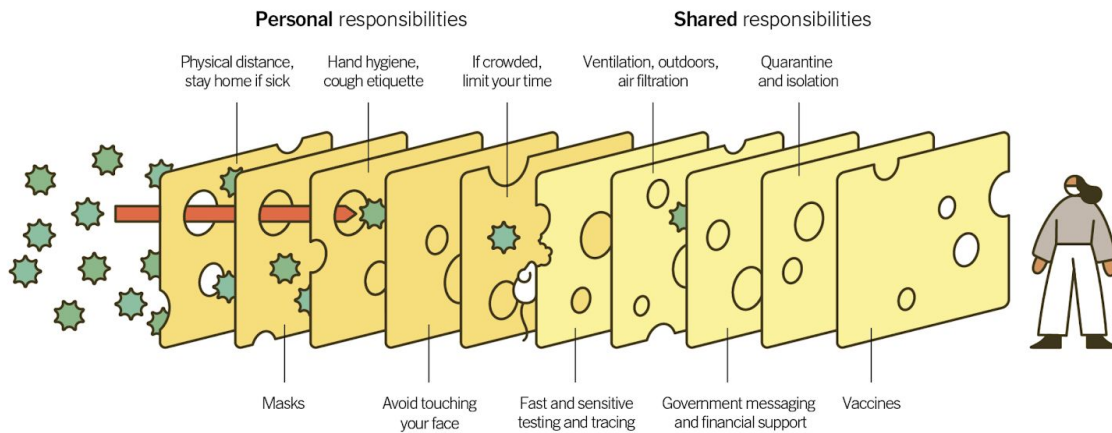 Personal responsibilities
Shared responsibilities
Physical distance,
stay home if sick
Hand hygiene,
cough etiquette
If crowded,
limit your time
Ventilation, outdoors,
air filtration
Quarantine
and isolation
Masks
Avoid touching
your face
Fast and sensitive
testing and tracing
Government messaging
and financial support
Vaccines